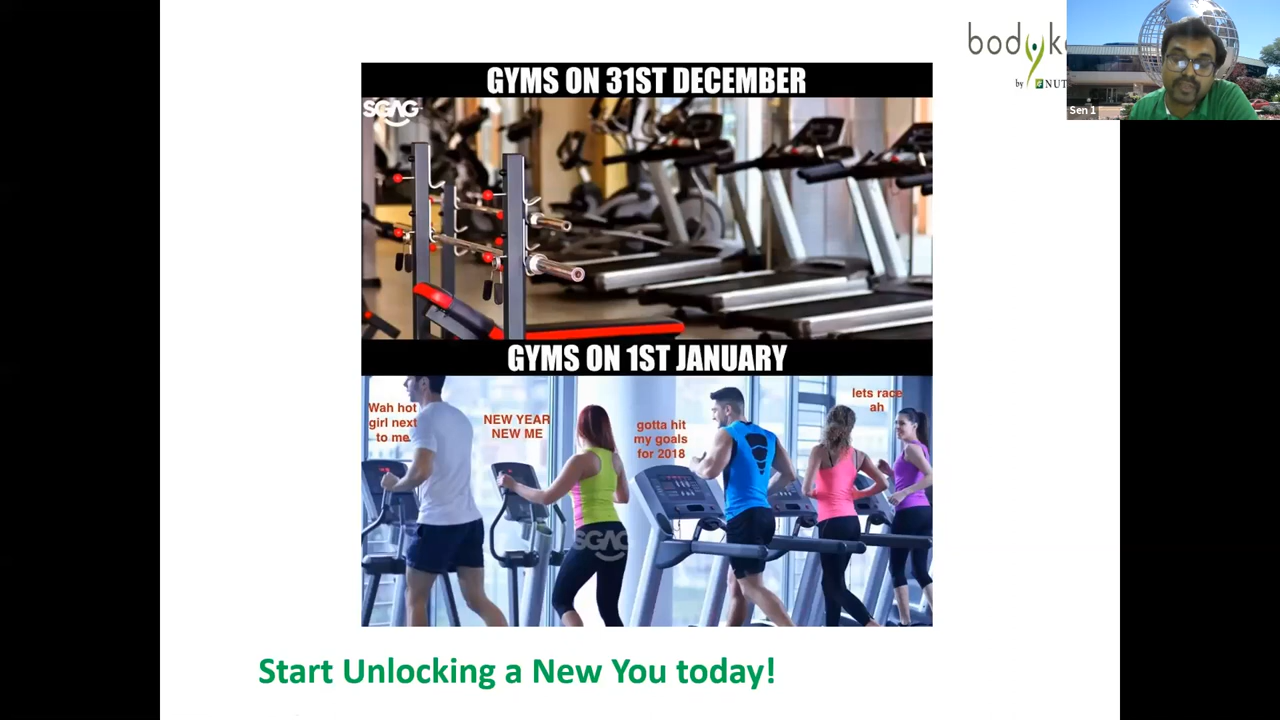 GYMS ON 31ST DECEMBER
SGAG
GYMS ON 1ST JANUARY
Wah hot
girl next
to me
NEW YEAR
NEW ME
gotta hit
my goals
for 2018
lets race
ah
SGAG
Start Unlocking a New You today!
by
Sen 1